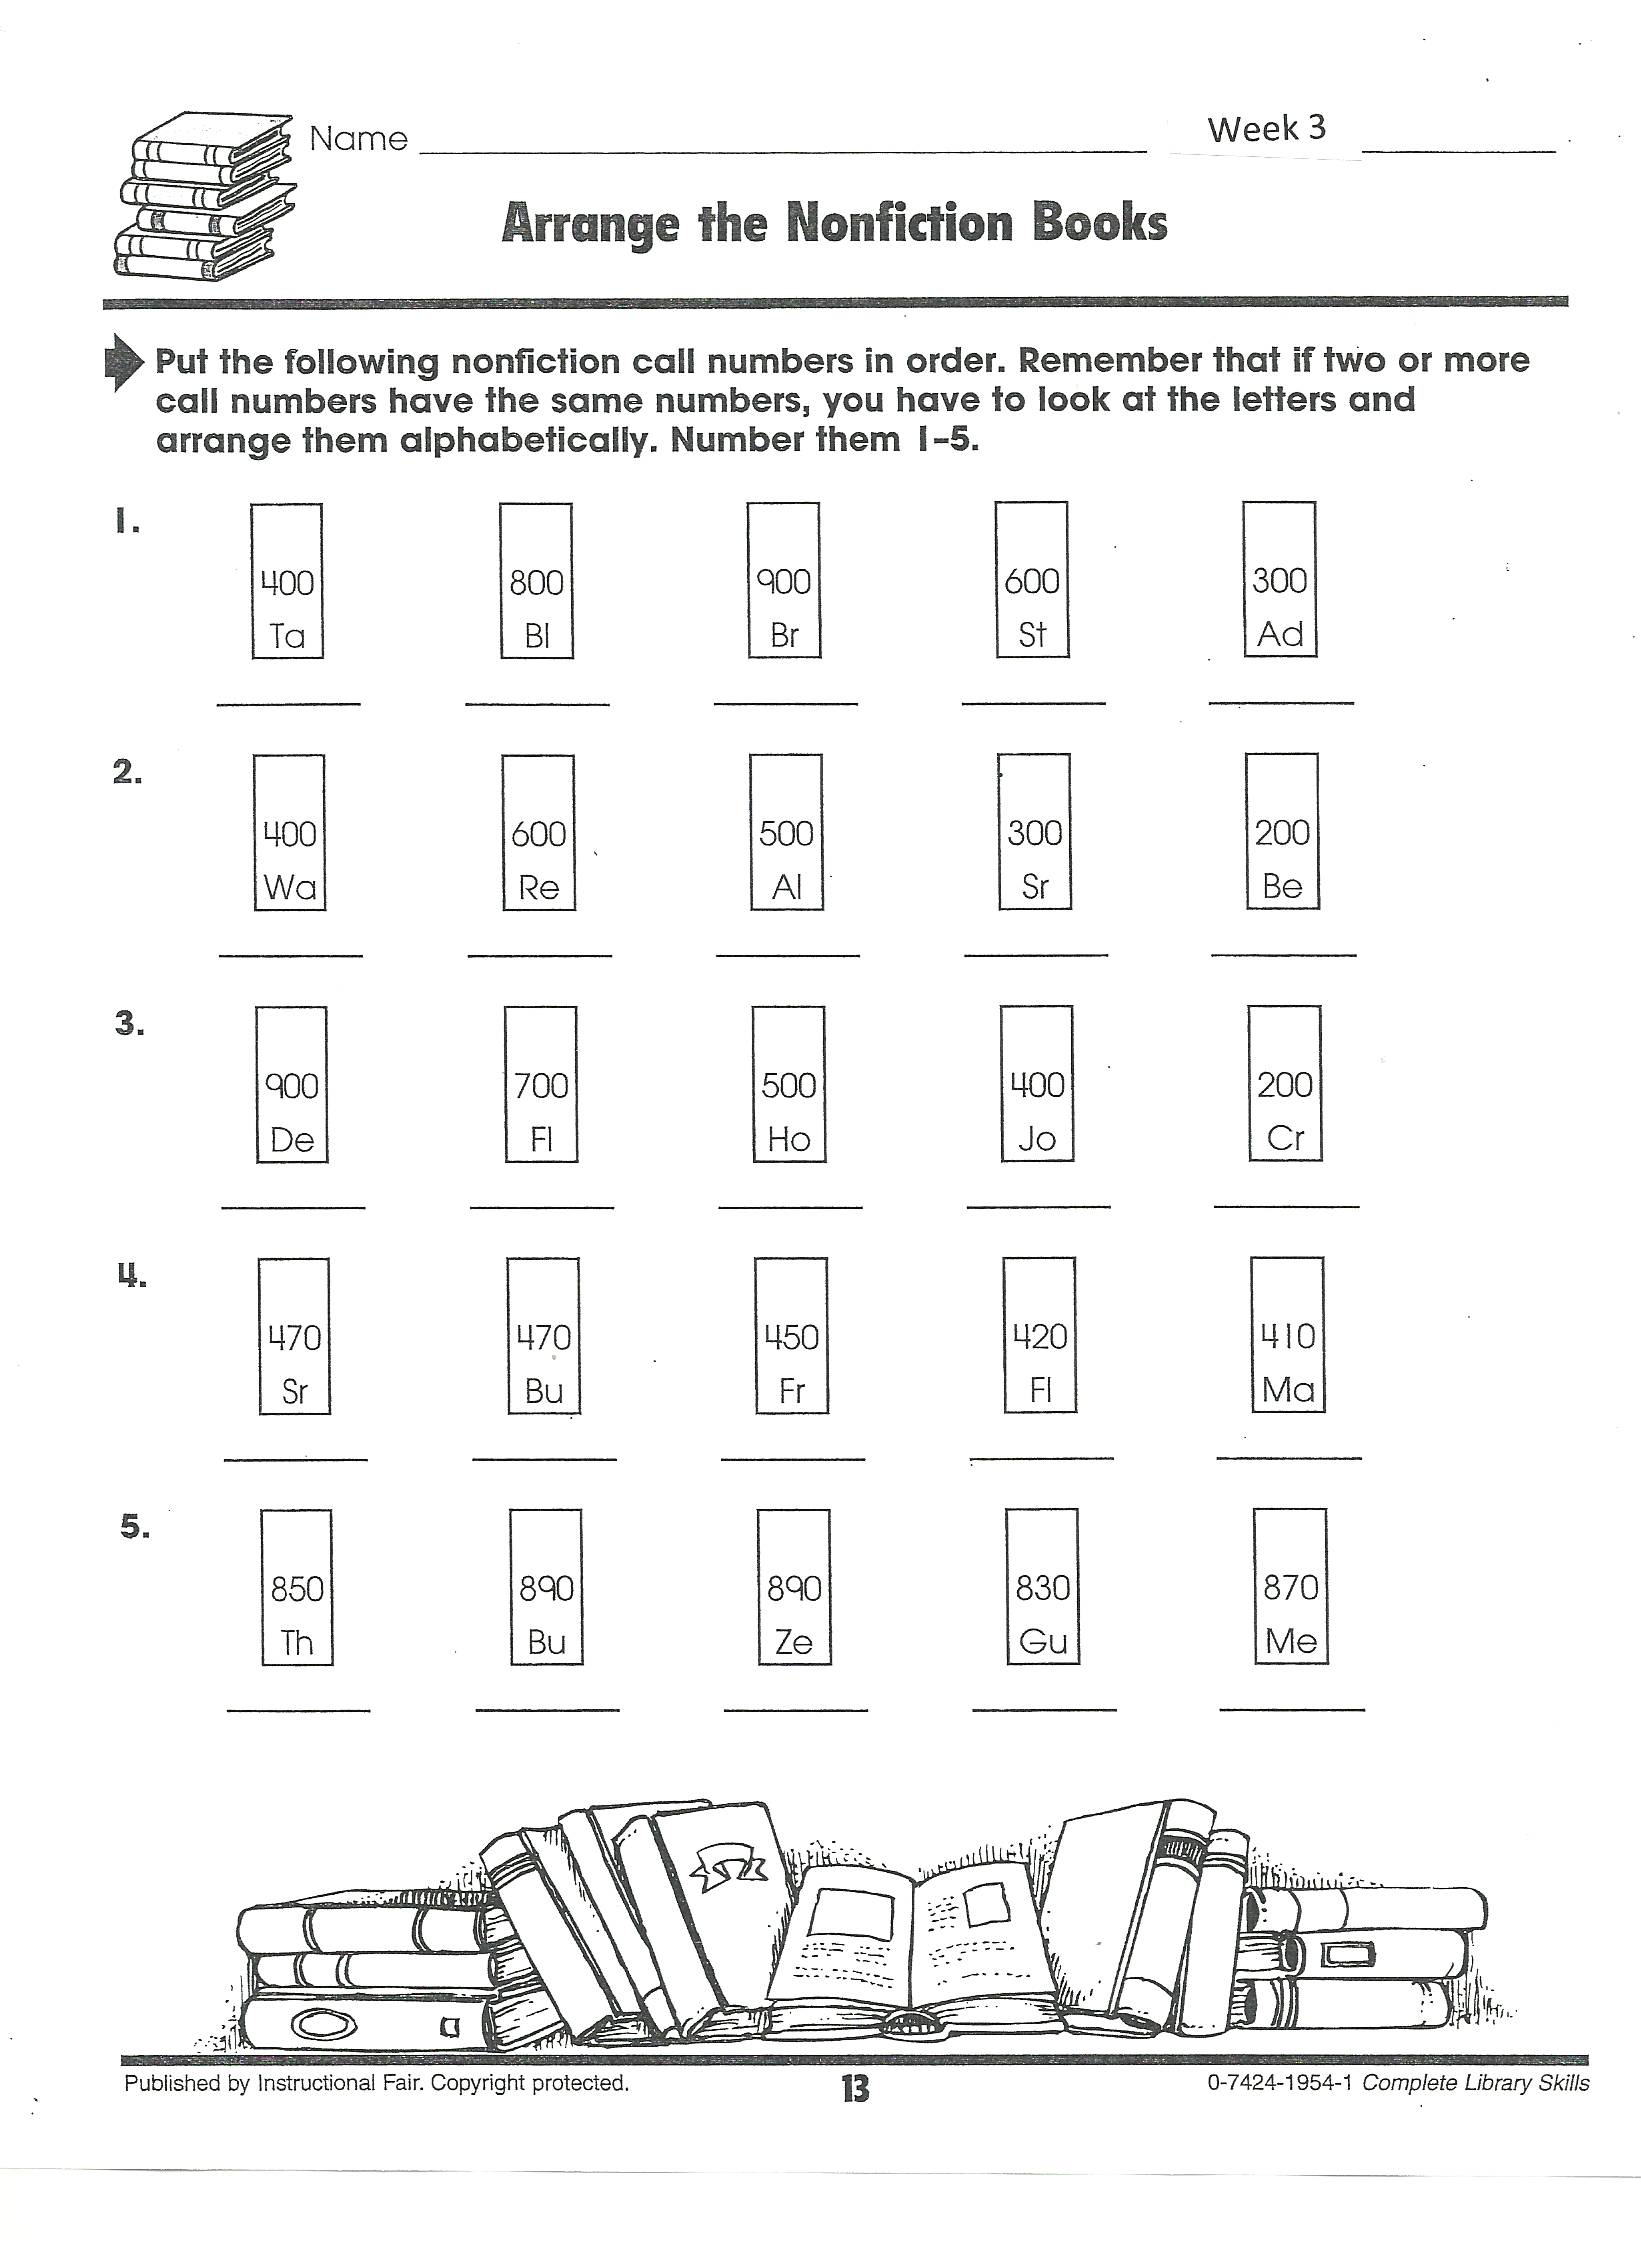 Name Week 3
Arrange the Nonfiction Books
Put the following nonfiction call numbers in order. Remember that if two or more
call numbers have the same numbers, you have to look at the letters and
arrange them alphabetically. Number them 1–5.
1.
400 800 900 600 300
Ta Bl Br St Ad
2.
400 600 500 300 200
Wa Re Al Sr Be
3.
900 700 500 400 200
De Fl Ho Jo Cr
4.
470 470 450 420 410
Sr Bu Fr Fl Ma
5.
850 890 890 830 870
Th Bu Ze Gu Me
Published by Instructional Fair. Copyright protected. 13 0-7424-1954-1 Complete Library Skills